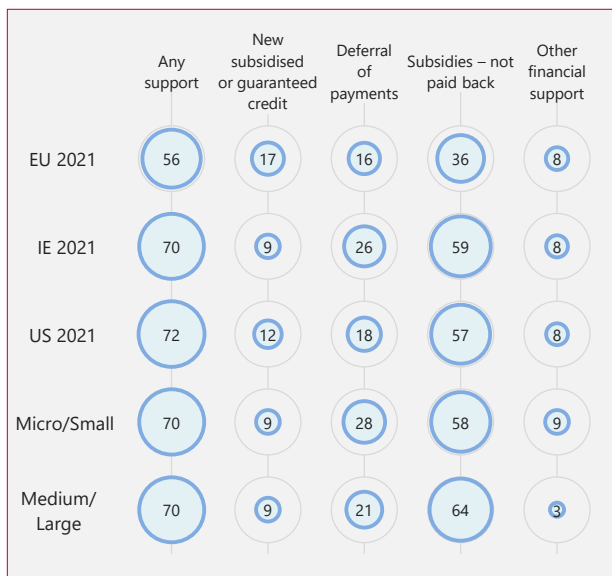 Any
support
New
subsidised
or guaranteed
credit
Deferral
of
payments
Subsidies – not
paid back
Other
financial
support
EU 2021
56 17 16 36 8
IE 2021
70 9 26 59 8
US 2021
72 12 18 57 8
Micro/Small
70 9 28 58 9
Medium/
Large
70 9 21 64 3